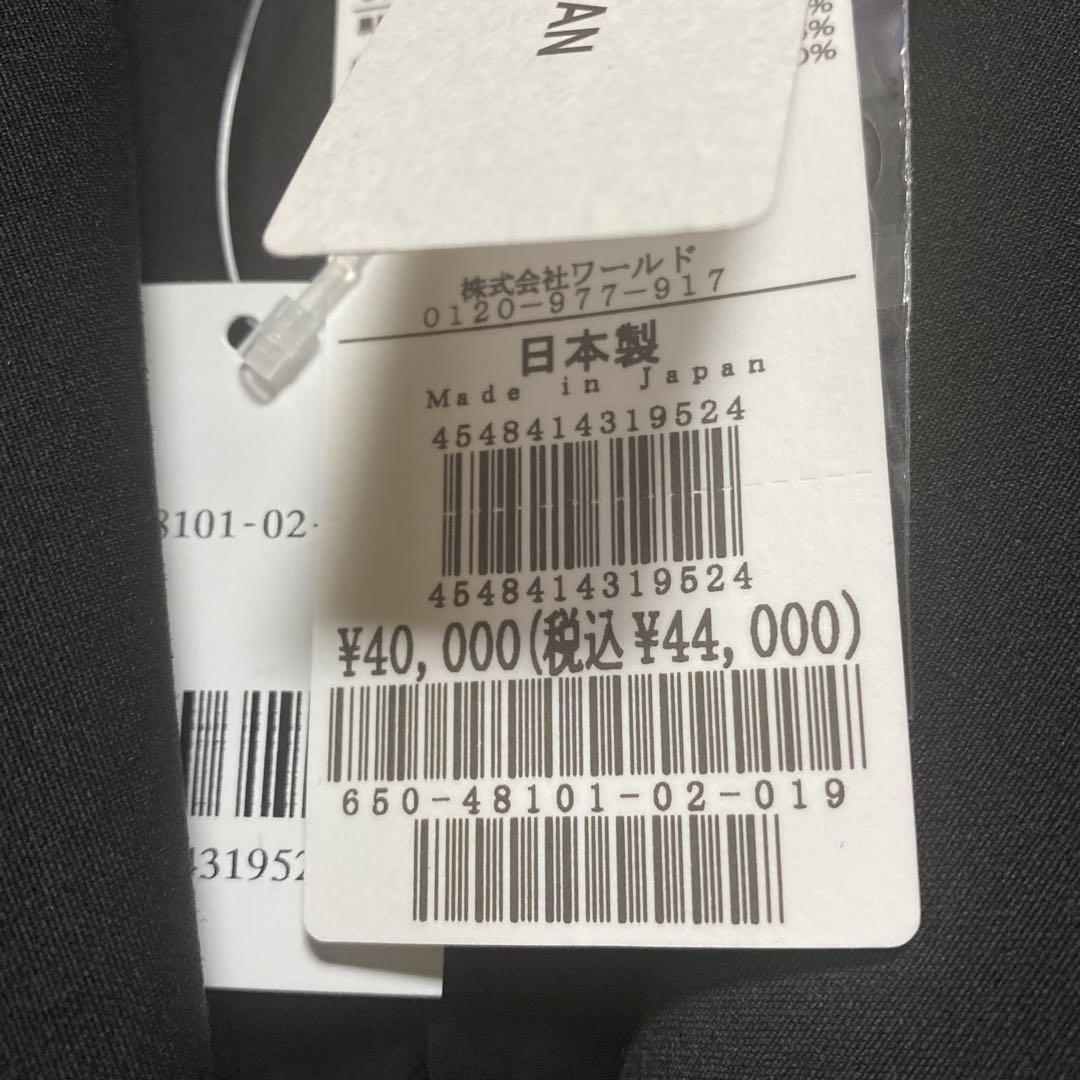 AN
%
%
0%
株式会社ワールド
0120-977-917
日本製
Made in Japan
4548414319524
4548414319524
¥40,000(税込¥44,000)
650-48101-02-019
8101-02-
431952